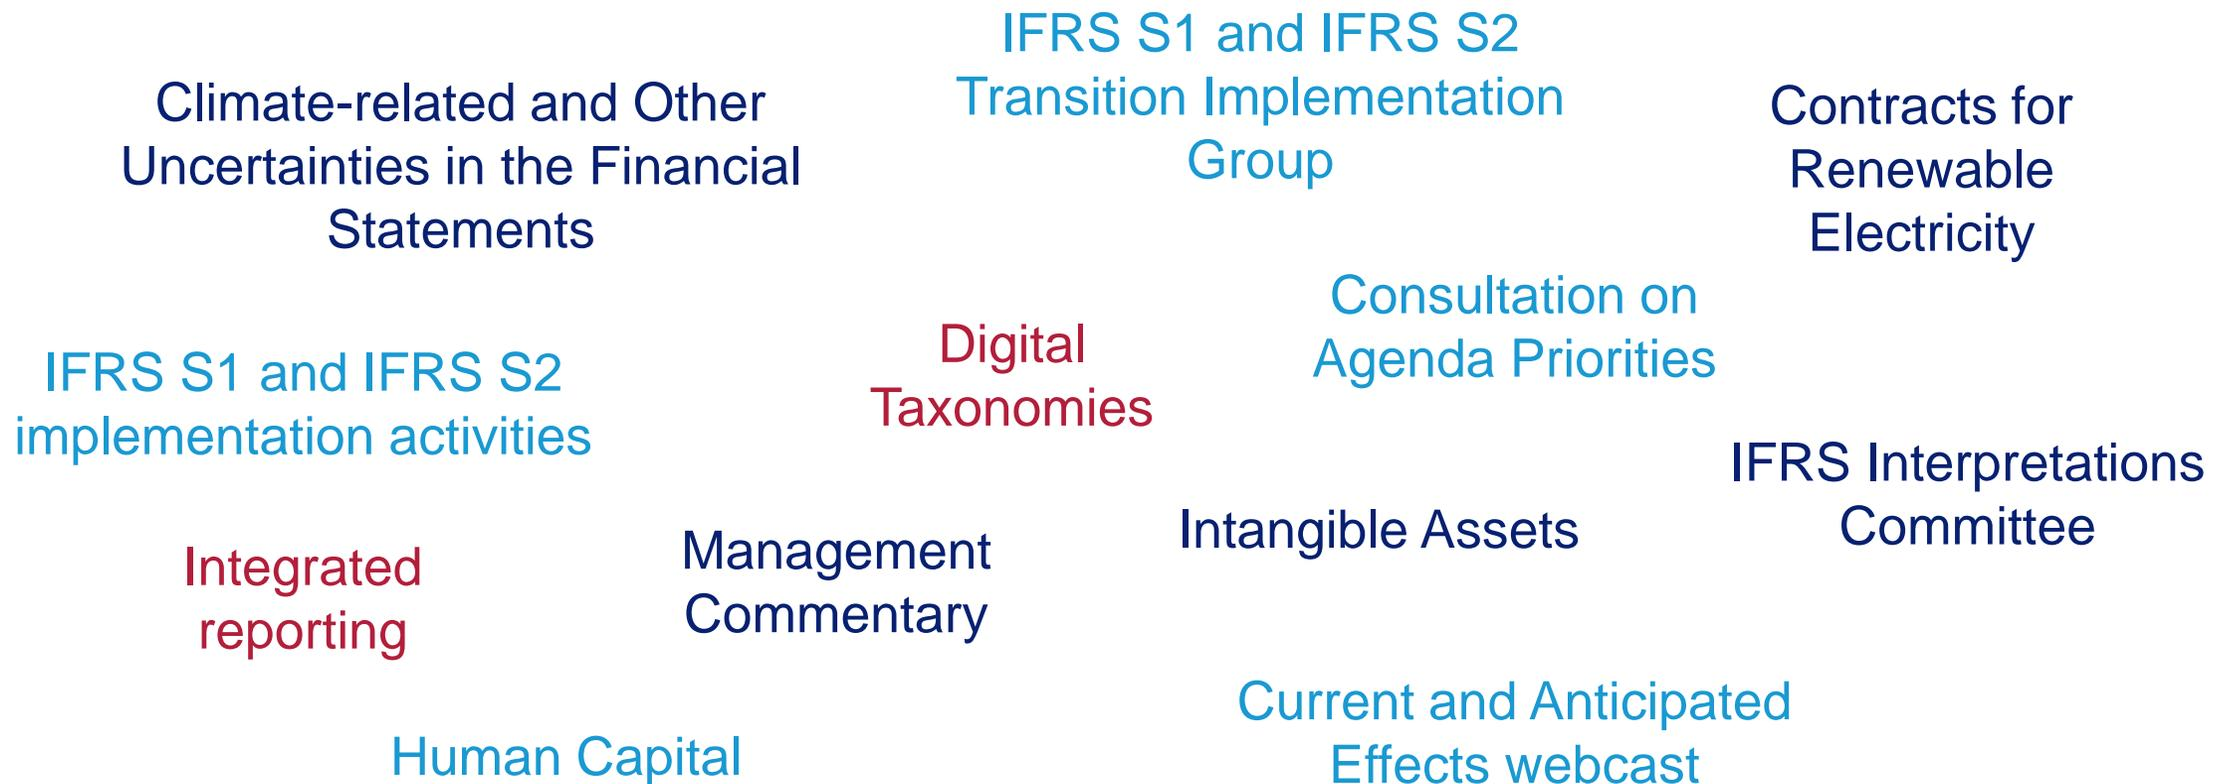 IFRS S1 and IFRS S2
Transition Implementation
Group
Climate-related and Other
Uncertainties in the Financial
Statements
Contracts for
Renewable
Electricity
Consultation on
Agenda Priorities
Digital
Taxonomies
IFRS S1 and IFRS S2
implementation activities
IFRS Interpretations
Committee
Intangible Assets
Management
Commentary
Integrated
reporting
Current and Anticipated
Effects webcast
Human Capital